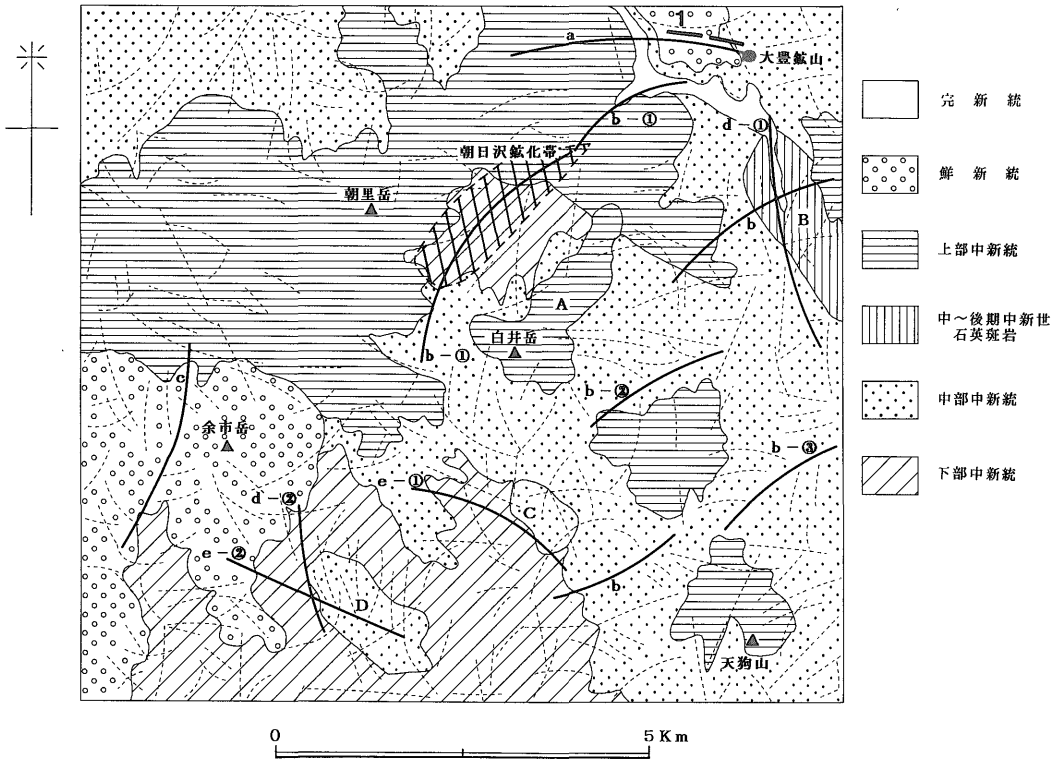 1
a
大豊鉱山
b－①
d－①
朝日沢鉱化帯
朝里岳
b
B
A
白井岳
b－①
c
b－②
余市岳
b－③
e－①
d－②
C
e－②
b
D
天狗山
0
5 Km
完新統
鮮新統
上部中新統
中～後期中新世
石英斑岩
中部中新統
下部中新統